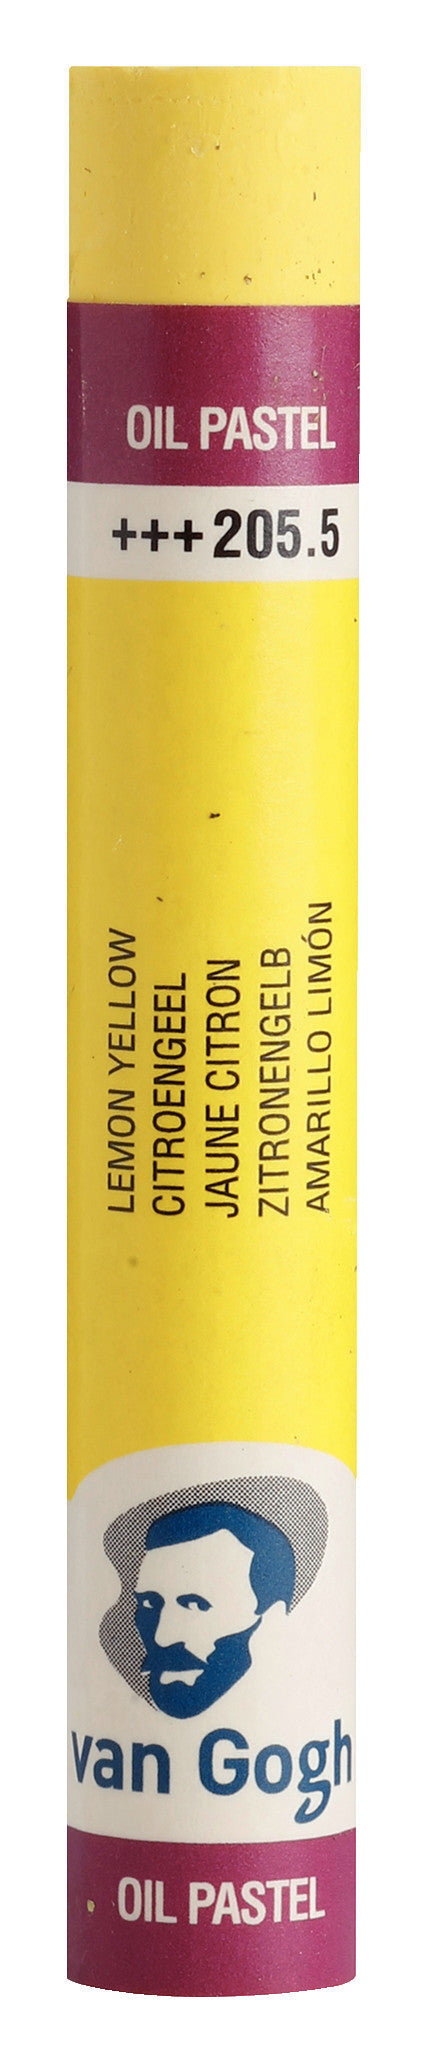 OIL PASTEL
+++205.5
LEMON YELLOW
CITROENGEEL
JAUNE CITRON
ZITRONENGELB
AMARILLO LIMÓN
van Gogh
OIL PASTEL